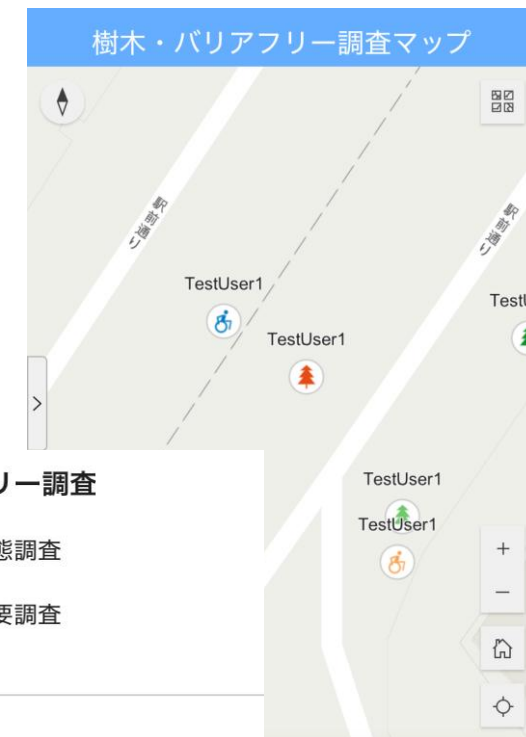 樹木・バリアフリー調査マップ
駅前通り
駅前通り
TestUser1
TestU
TestUser1
TestUser1
TestUser1
リー調査
態調査
要調査